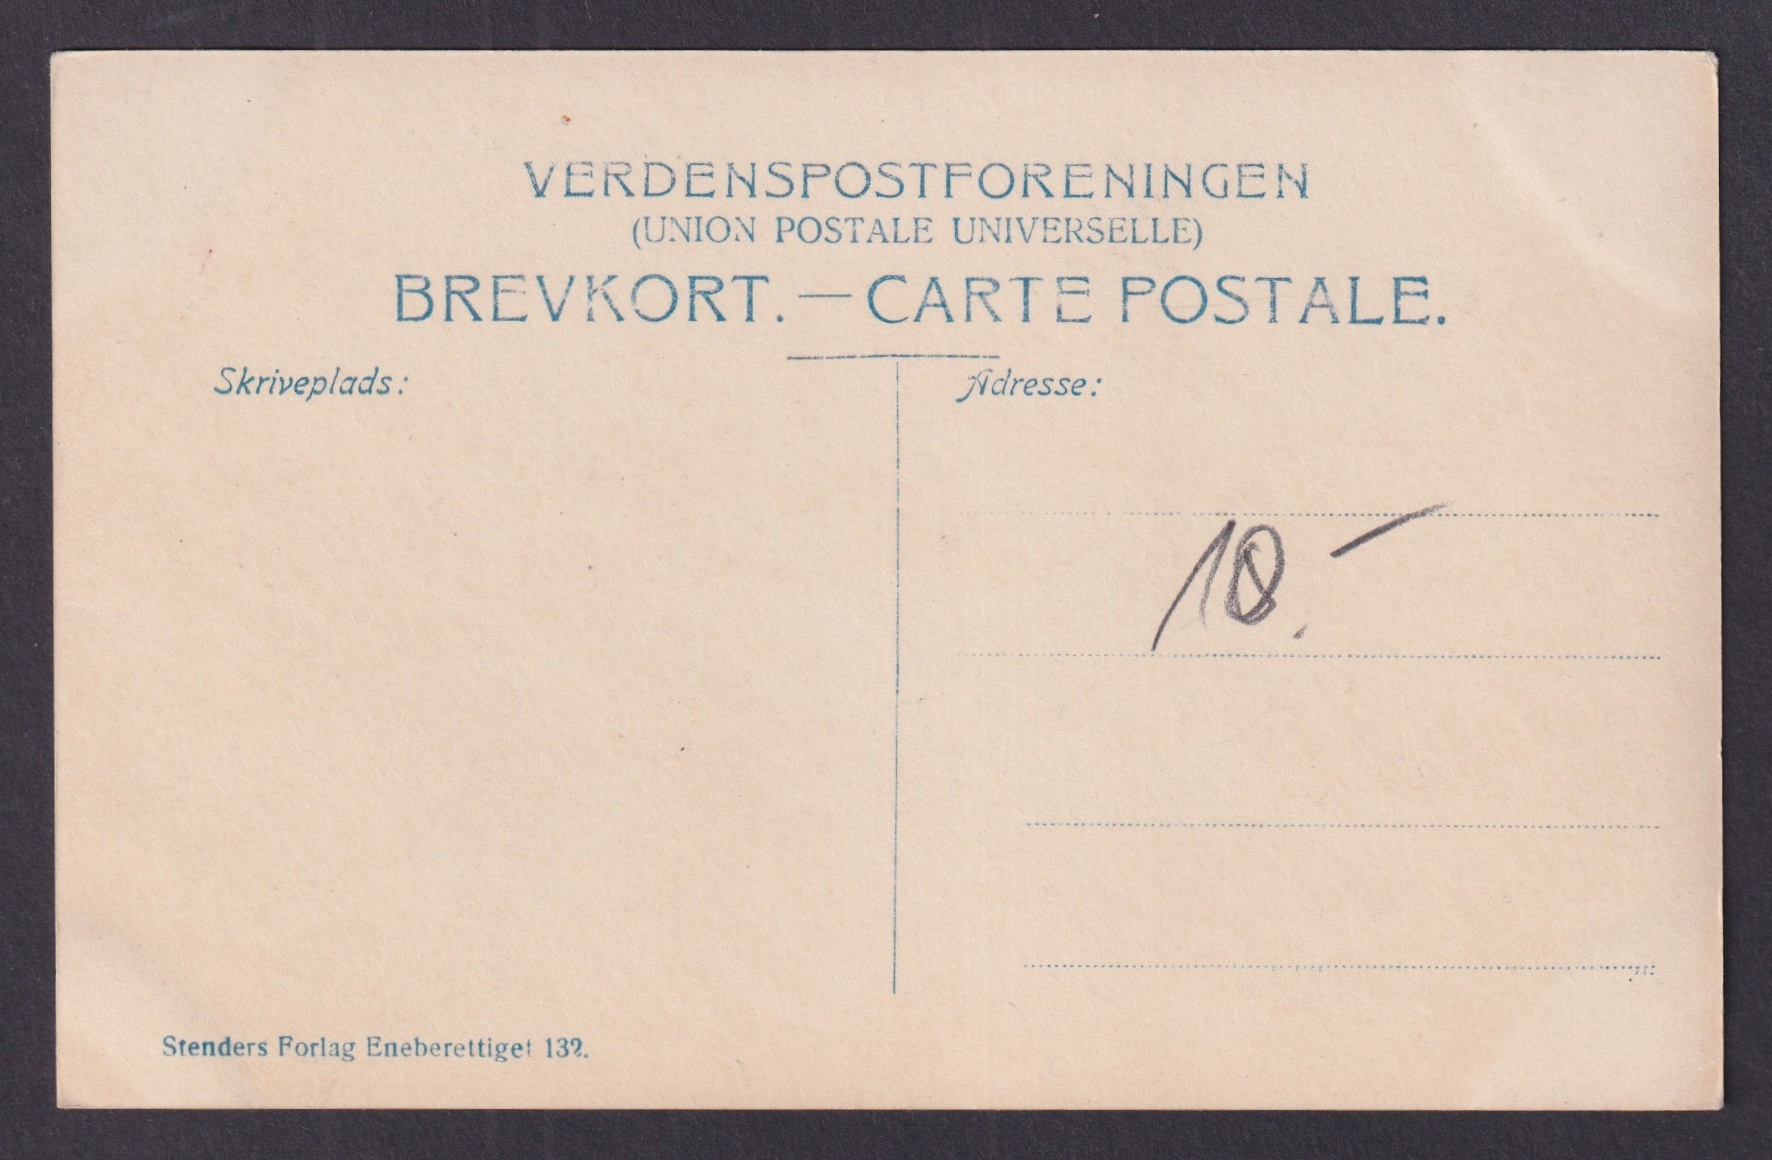 VERDENSPOSTFORENINGEN
(UNION POSTALE UNIVERSELLE)
BREVKORT. — CARTE POSTALE.
Skriveplads:
Adresse:
10.–
Stenders Forlag Eneberettiget 132.